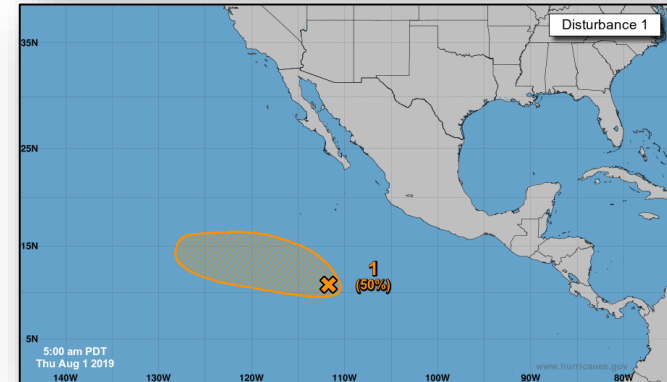 Disturbance 1
35N
25N
15N
5N
1
(50%)
5:00 am PDT
Thu Aug 1 2019
www.hurricanes.gov
140W
130W
120W
110W
100W
90W
80W